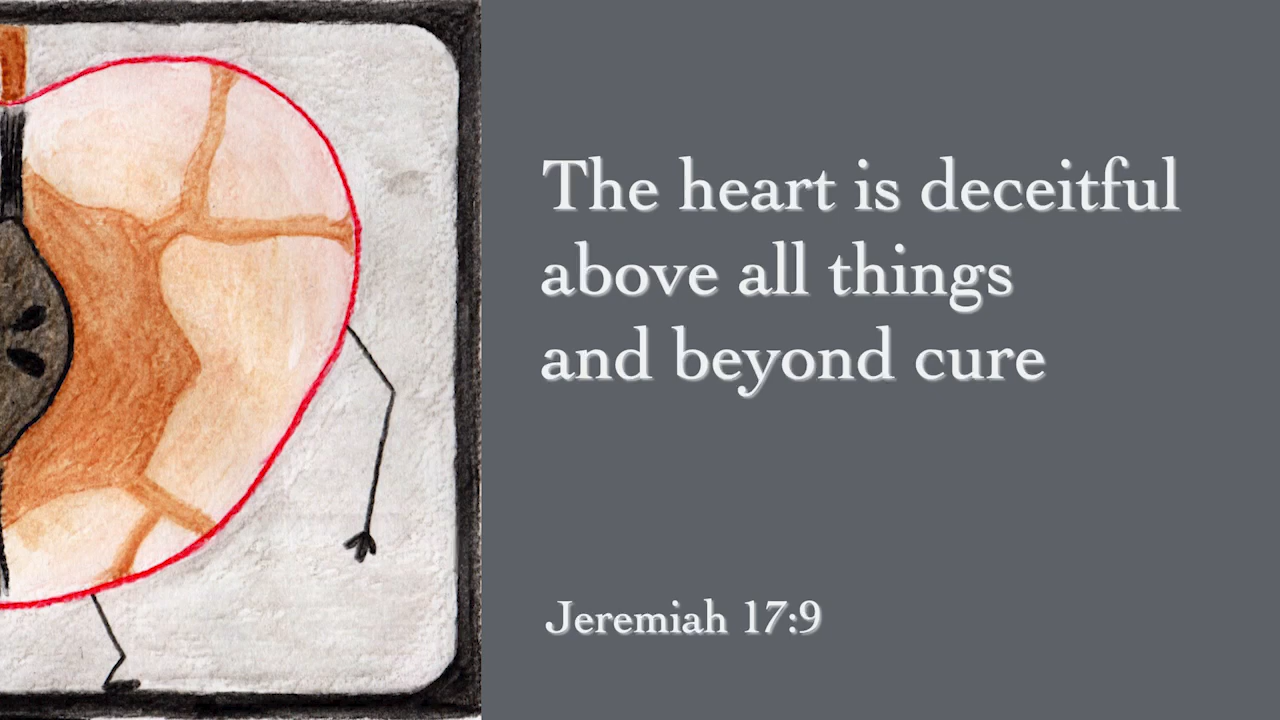 The heart is deceitful
above all things
and beyond cure
Jeremiah 17:9